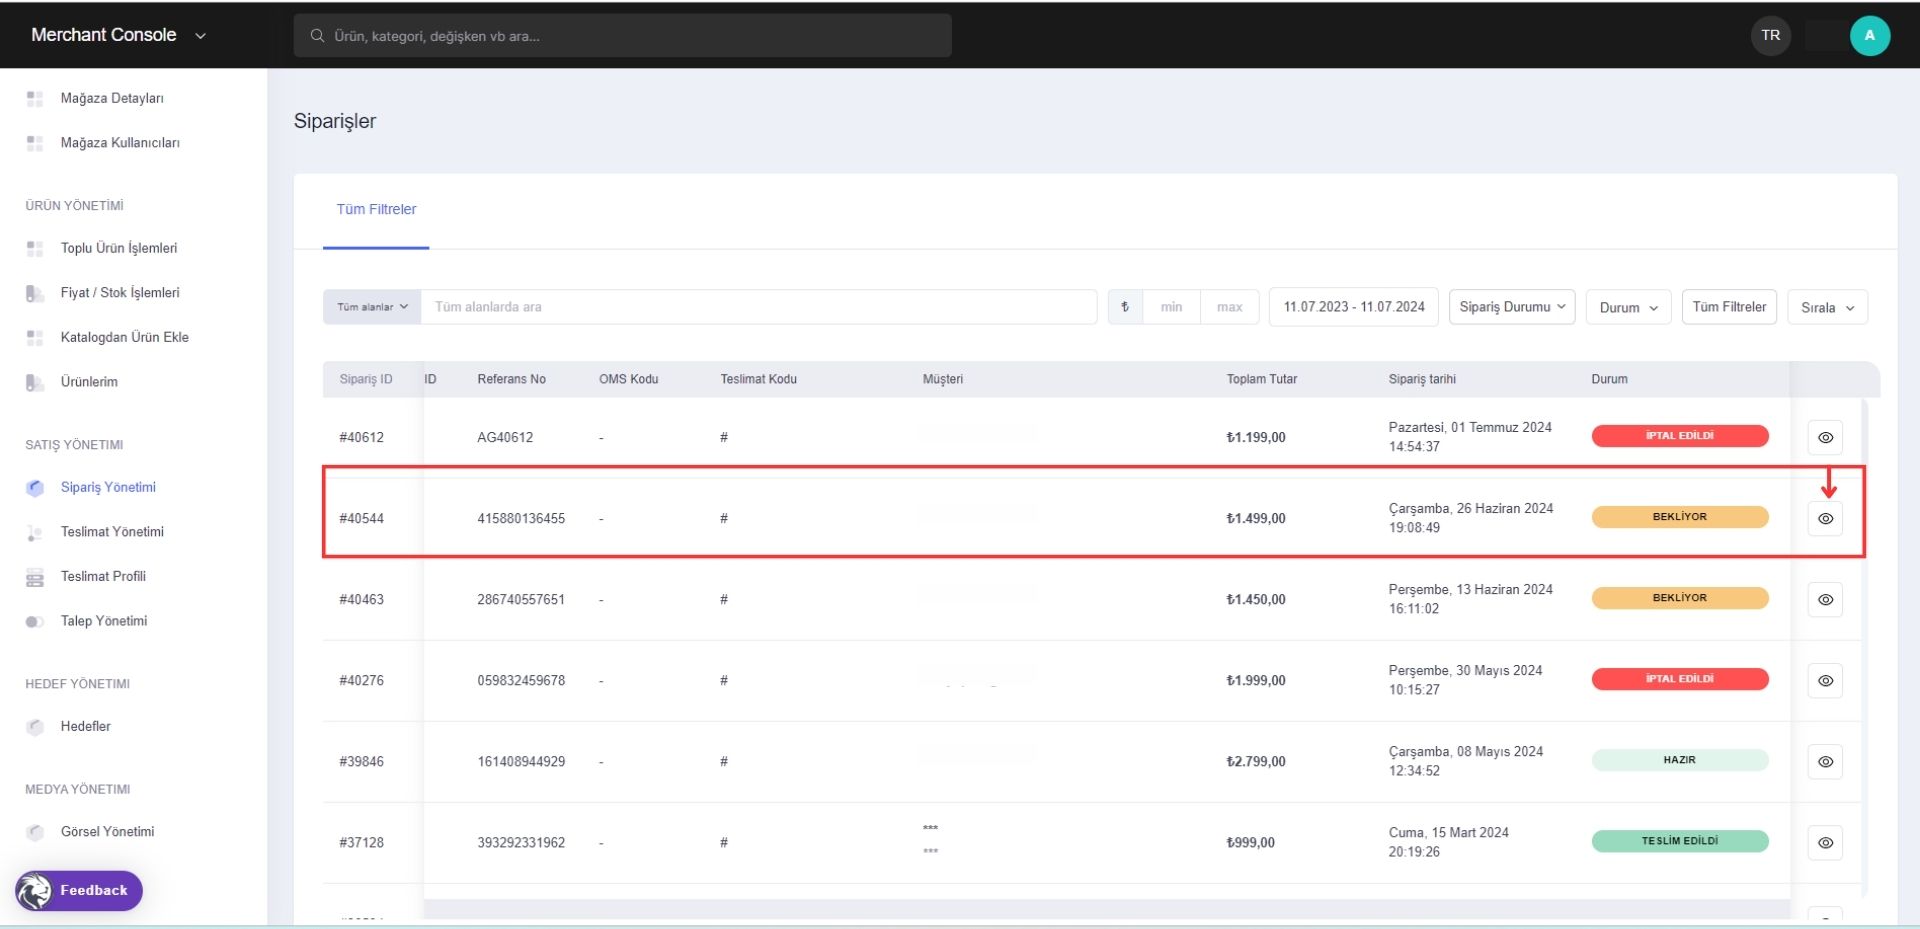 Merchant Console
Ürün, kategori, değişken vb ara...
TR
A
Mağaza Detayları
Mağaza Kullanıcıları
ÜRÜN YÖNETİMİ
Toplu Ürün İşlemleri
Fiyat / Stok İşlemleri
Katalogdan Ürün Ekle
Ürünlerim
SATIŞ YÖNETIMI
Sipariş Yönetimi
Teslimat Yönetimi
Teslimat Profili
Talep Yönetimi
HEDEF YÖNETIMI
Hedefler
MEDYA YÖNETIMI
Görsel Yönetimi
Feedback
Siparişler
Tüm Filtreler
Tüm alanlar Tüm alanlarda ara ₺ min max 11.07.2023 - 11.07.2024 Sipariş Durumu Durum Tüm Filtreler Sırala
Sipariş ID ID Referans No OMS Kodu Teslimat Kodu Müşteri Toplam Tutar Sipariş tarihi Durum
#40612 AG40612 - # ₺1.199,00 Pazartesi, 01 Temmuz 2024 İPTAL EDİLDİ
14:54:37
#40544 415880136455 - # ₺1.499,00 Çarşamba, 26 Haziran 2024 BEKLİYOR
19:08:49
#40463 286740557651 - # ₺1.450,00 Perşembe, 13 Haziran 2024 BEKLİYOR
16:11:02
#40276 059832459678 - # ₺1.999,00 Perşembe, 30 Mayıs 2024 İPTAL EDİLDİ
10:15:27
#39846 161408944929 - # ₺2.799,00 Çarşamba, 08 Mayıs 2024 HAZIR
12:34:52
#37128 393292331962 - # *** ₺999,00 Cuma, 15 Mart 2024 TESLİM EDİLDİ
*** 20:19:26